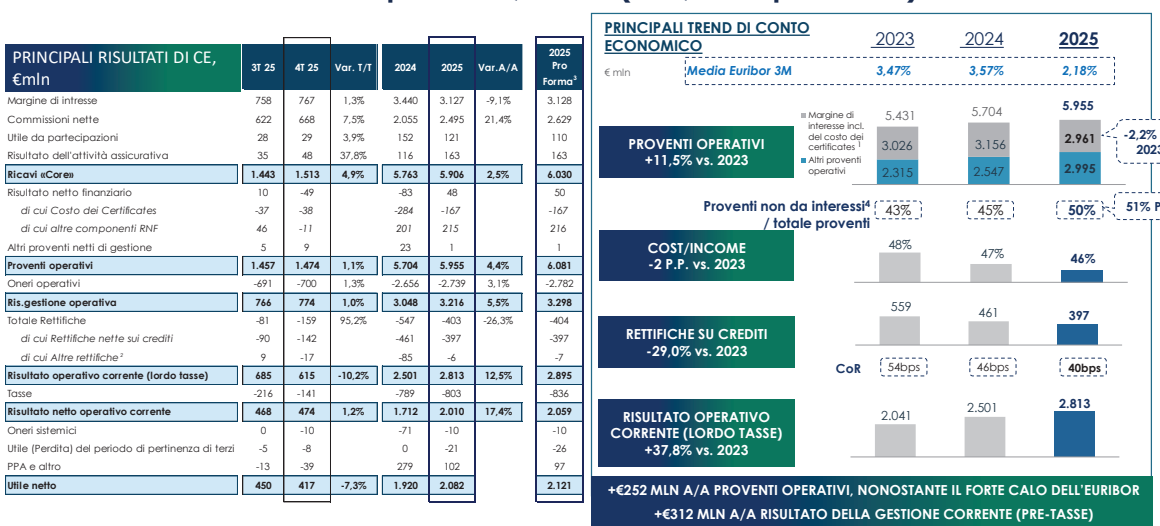 PRINCIPALI RISULTATI DI CE, €mln 3T 25 4T 25 Var. T/T 2024 2025 Var.A/A 2025 Pro Forma³
Margine di intresse 758 767 1,3% 3.440 3.127 -9,1% 3.128
Commissioni nette 622 668 7,5% 2.055 2.495 21,4% 2.629
Utile da partecipazioni 28 29 3,9% 152 121 110
Risultato dell'attività assicurativa 35 48 37,8% 116 163 163
Ricavi «Core» 1.443 1.513 4,9% 5.763 5.906 2,5% 6.030
Risultato netto finanziario 10 -49 -83 48 50
di cui Costo dei Certificates -37 -38 -284 -167 -167
di cui altre componenti RNF 46 -11 201 215 216
Altri proventi netti di gestione 5 9 23 1 1
Proventi operativi 1.457 1.474 1,1% 5.704 5.955 4,4% 6.081
Oneri operativi -691 -700 1,3% -2.656 -2.739 3,1% -2.782
Ris.gestione operativa 766 774 1,0% 3.048 3.216 5,5% 3.298
Totale Rettifiche -81 -159 95,2% -547 -403 -26,3% -404
di cui Rettifiche nette sui crediti -90 -142 -461 -397 -397
di cui Altre rettifiche² 9 -17 -85 -6 -7
Risultato operativo corrente (lordo tasse) 685 615 -10,2% 2.501 2.813 12,5% 2.895
Tasse -216 -141 -789 -803 -836
Risultato netto operativo corrente 468 474 1,2% 1.712 2.010 17,4% 2.059
Oneri sistemici 0 -10 -71 -10 -10
Utile (Perdita) del periodo di pertinenza di terzi -5 -8 0 -21 -26
PPA e altro -13 -39 279 102 97
Utile netto 450 417 -7,3% 1.920 2.082 2.121
PRINCIPALI TREND DI CONTO
ECONOMICO
2023 2024 2025
€ mln Media Euribor 3M 3,47% 3,57% 2,18%
PROVENTI OPERATIVI
+11,5% vs. 2023
Margine di
interesse incl.
del costo dei
certificates ¹
Altri proventi
operativi
5.431 5.704 5.955
3.026 3.156 2.961
2.315 2.547 2.995
-2,2%
2023
Proventi non da interessi⁴
/ totale proventi
43% 45% 50% 51% P
COST/INCOME
-2 P.P. vs. 2023
48% 47% 46%
RETTIFICHE SU CREDITI
-29,0% vs. 2023
559 461 397
CoR 54bps 46bps 40bps
RISULTATO OPERATIVO
CORRENTE (LORDO TASSE)
+37,8% vs. 2023
2.041 2.501 2.813
+€252 MLN A/A PROVENTI OPERATIVI, NONOSTANTE IL FORTE CALO DELL'EURIBOR
+€312 MLN A/A RISULTATO DELLA GESTIONE CORRENTE (PRE-TASSE)